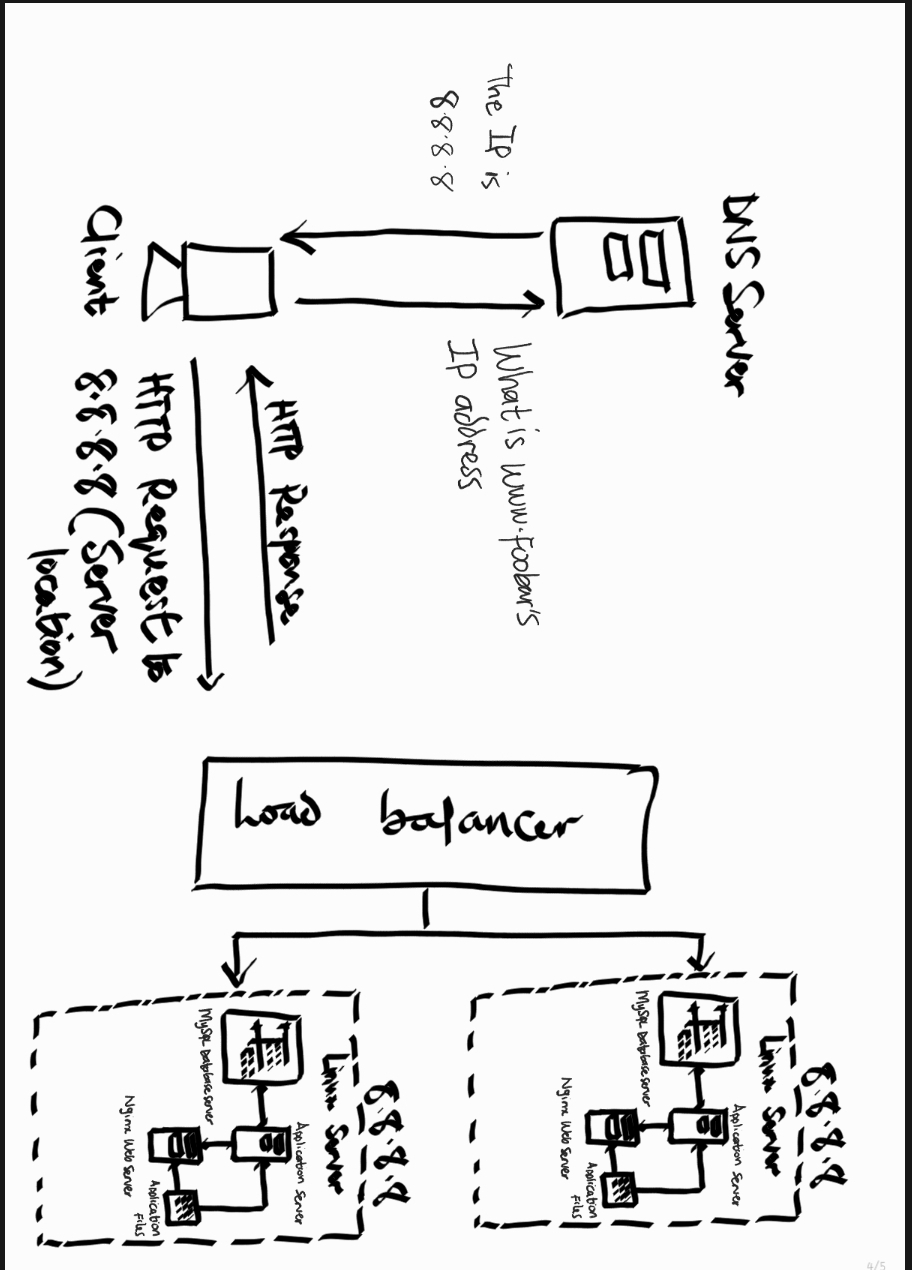 4/5
DNS Server
The IP is
8.8.8.8
What is www.foobar's
IP address
HTTP Response
HTTP Request to
8.8.8.8 (Server
location)
Client
Load balancer
8.8.8.8
Linux Server
Application Server
MySQL Database Server
Application
Files
Nginx Web Server
8.8.8.8
Linux Server
Application Server
MySQL Database Server
Application
Files
Nginx Web Server